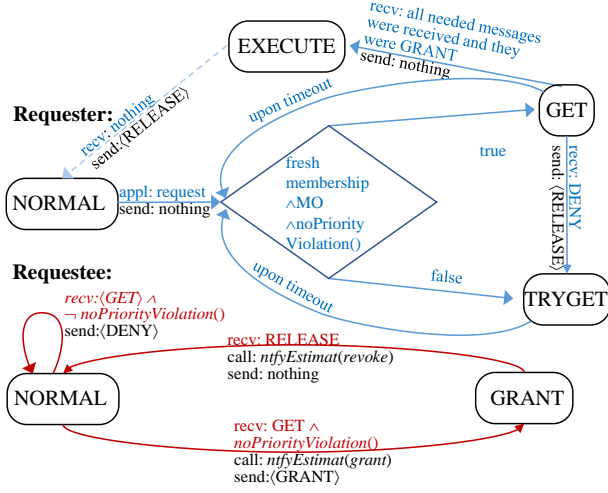 recv: all needed messages
were received and they
were GRANT
send: nothing
EXECUTE
upon timeout
GET
Requester:
recv: nothing
send:⟨RELEASE⟩
true
recv: DENY
send: ⟨RELEASE⟩
fresh
membership
∧MO
∧noPriority
Violation()
NORMAL
appl: request
send: nothing
false
upon timeout
TRYGET
Requestee:
recv:⟨GET⟩ ∧
¬ noPriorityViolation()
send:⟨DENY⟩
recv: RELEASE
call: ntfyEstimat(revoke)
send: nothing
NORMAL
GRANT
recv: GET ∧
noPriorityViolation()
call: ntfyEstimat(grant)
send:⟨GRANT⟩